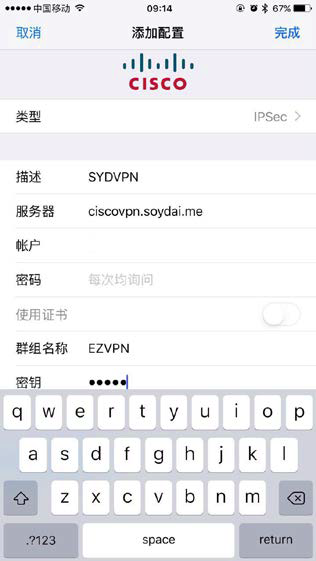 中国移动 09:14 67%
取消 添加配置 完成
CISCO
类型 IPSec
描述 SYDVPN
服务器 ciscovpn.soydai.me
帐户
密码 每次均询问
使用证书
群组名称 EZVPN
密钥 •••••
q w e r t y u i o p
a s d f g h j k l
z x c v b n m
.?123 space return